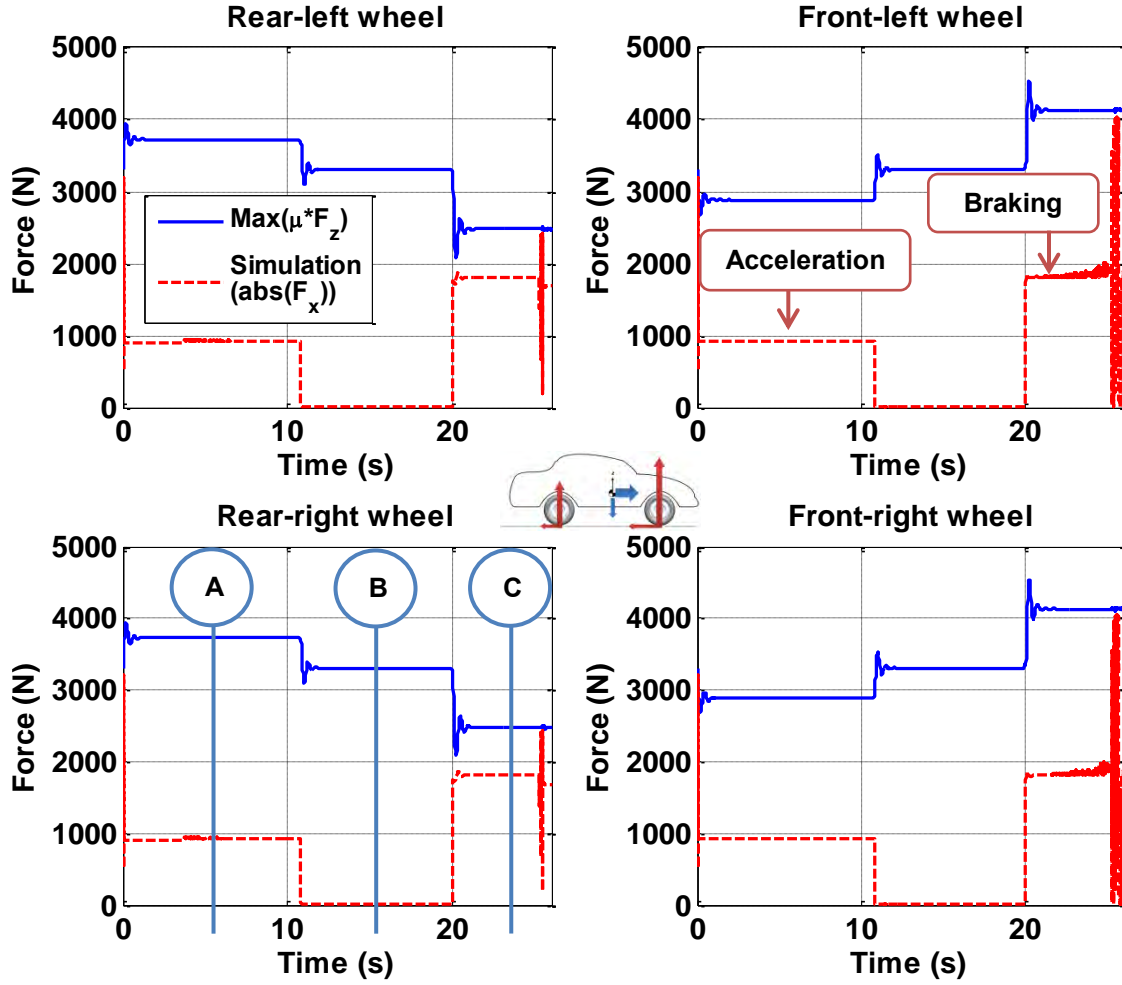 Rear-left wheel
Force (N)
5000
4000
3000
2000
1000
0
Max(μ*F_z)
Simulation
(abs(F_x))
0 10 20
Time (s)
Front-left wheel
Force (N)
5000
4000
3000
2000
1000
0
Acceleration
Braking
0 10 20
Time (s)
Rear-right wheel
Force (N)
5000
4000
3000
2000
1000
0
A B C
0 10 20
Time (s)
Front-right wheel
Force (N)
5000
4000
3000
2000
1000
0
0 10 20
Time (s)